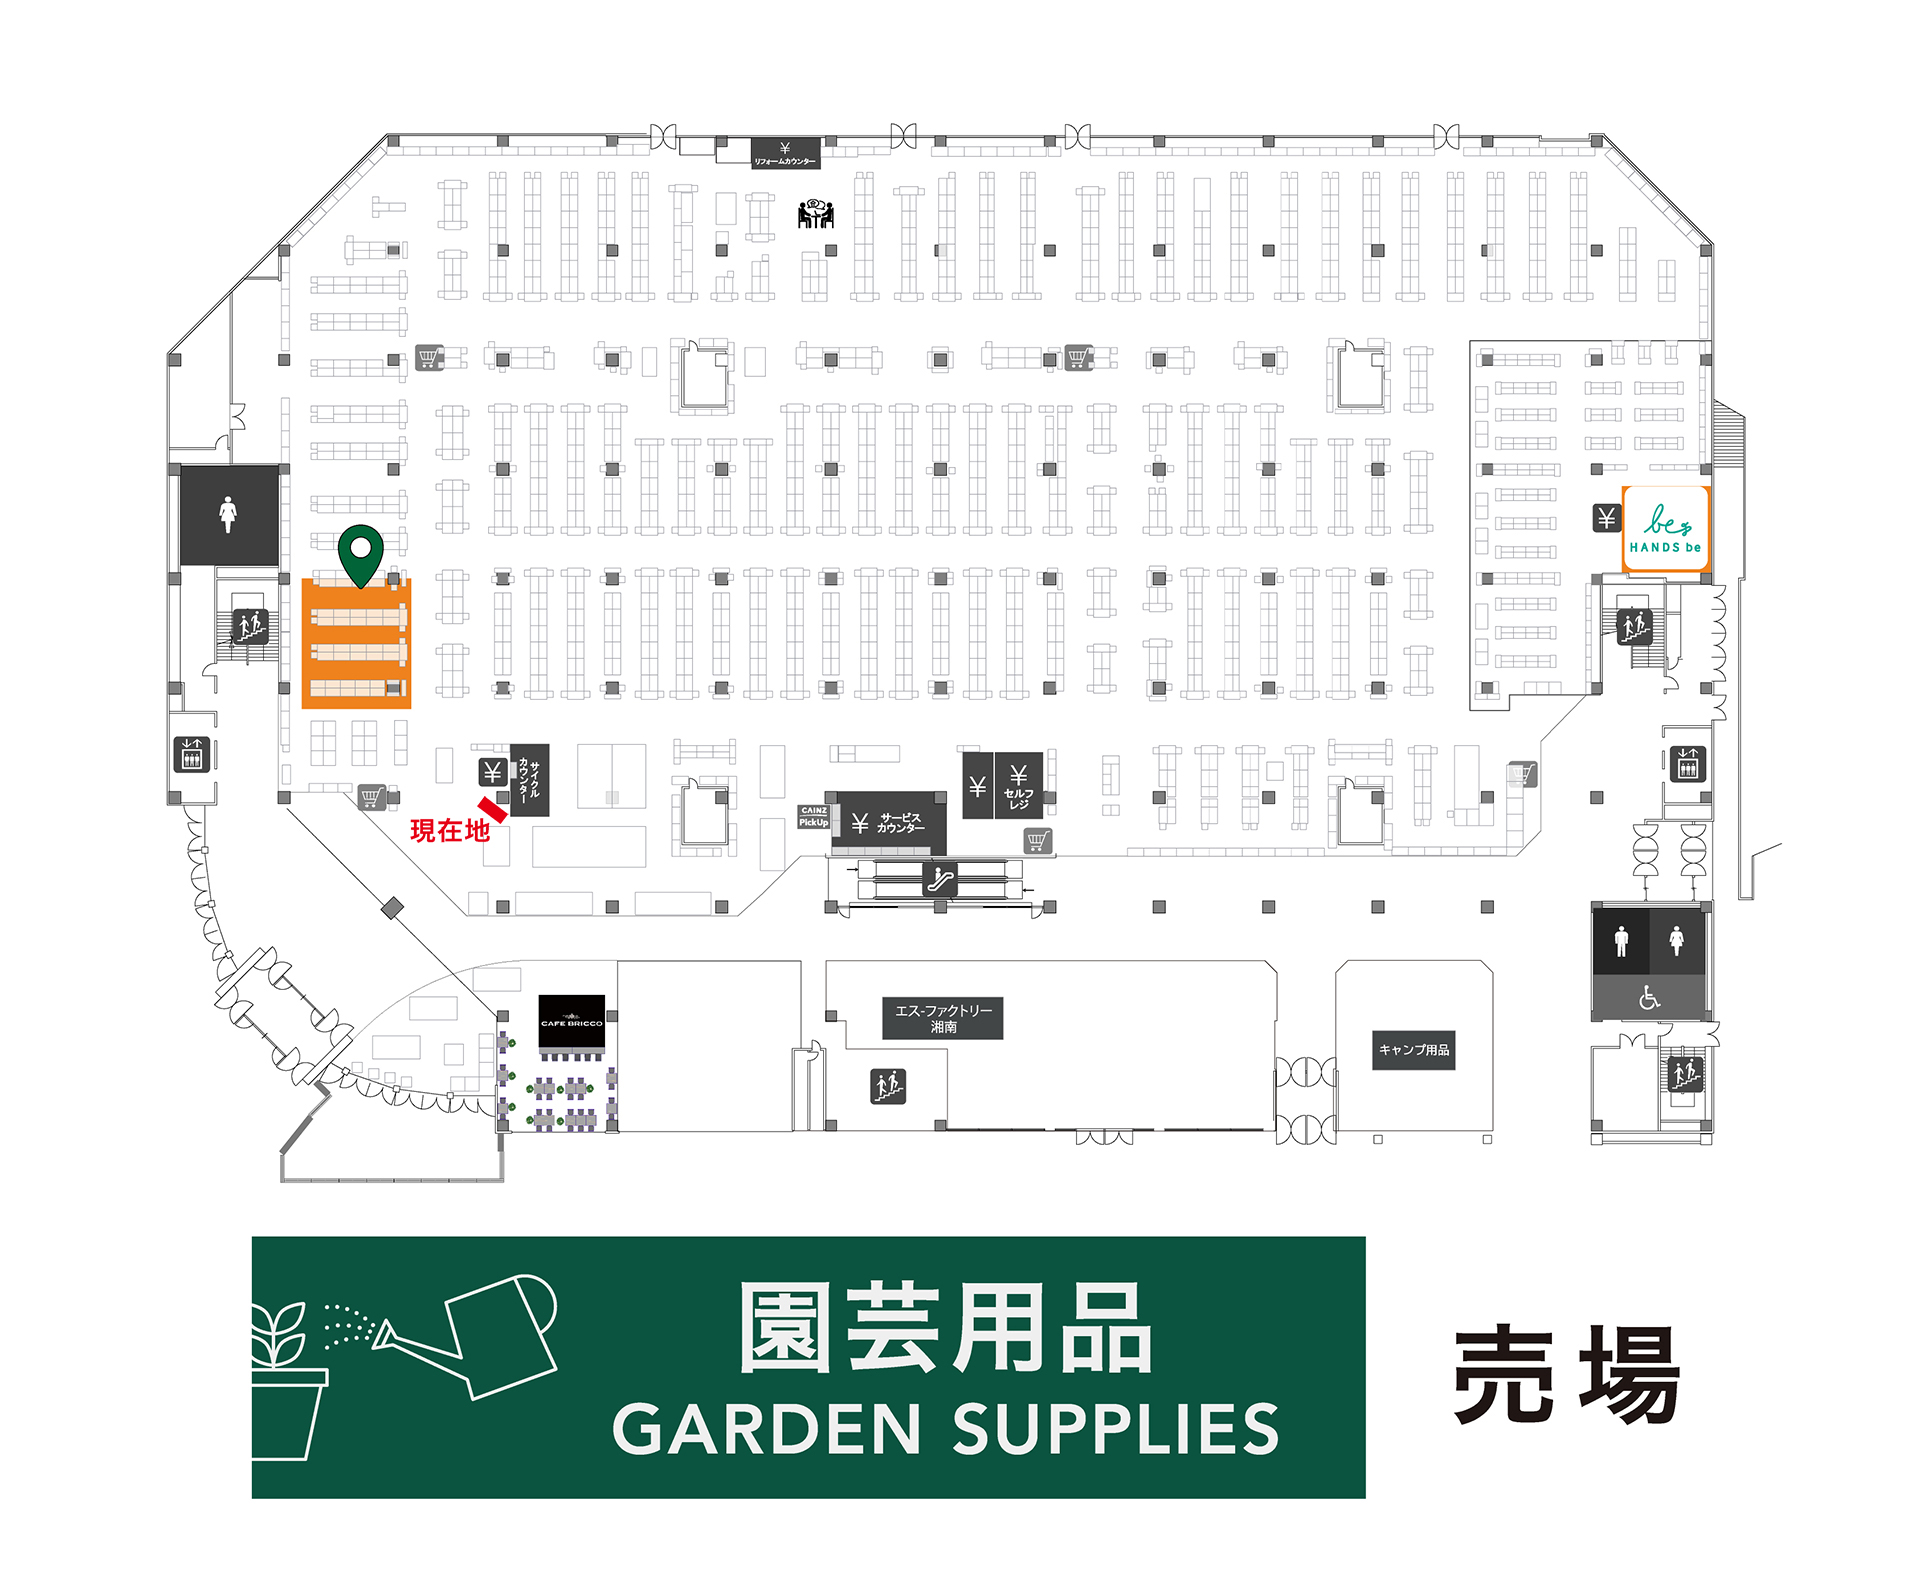 ¥
リフォームカウンター
¥
be
HANDS be
¥
サイクル
カウンター
現在地
CAINZ
PickUp
¥
サービス
カウンター
¥
¥
セルフ
レジ
CAFE BRICCO
エス-ファクトリー
湘南
キャンプ用品
園芸用品
GARDEN SUPPLIES
売場